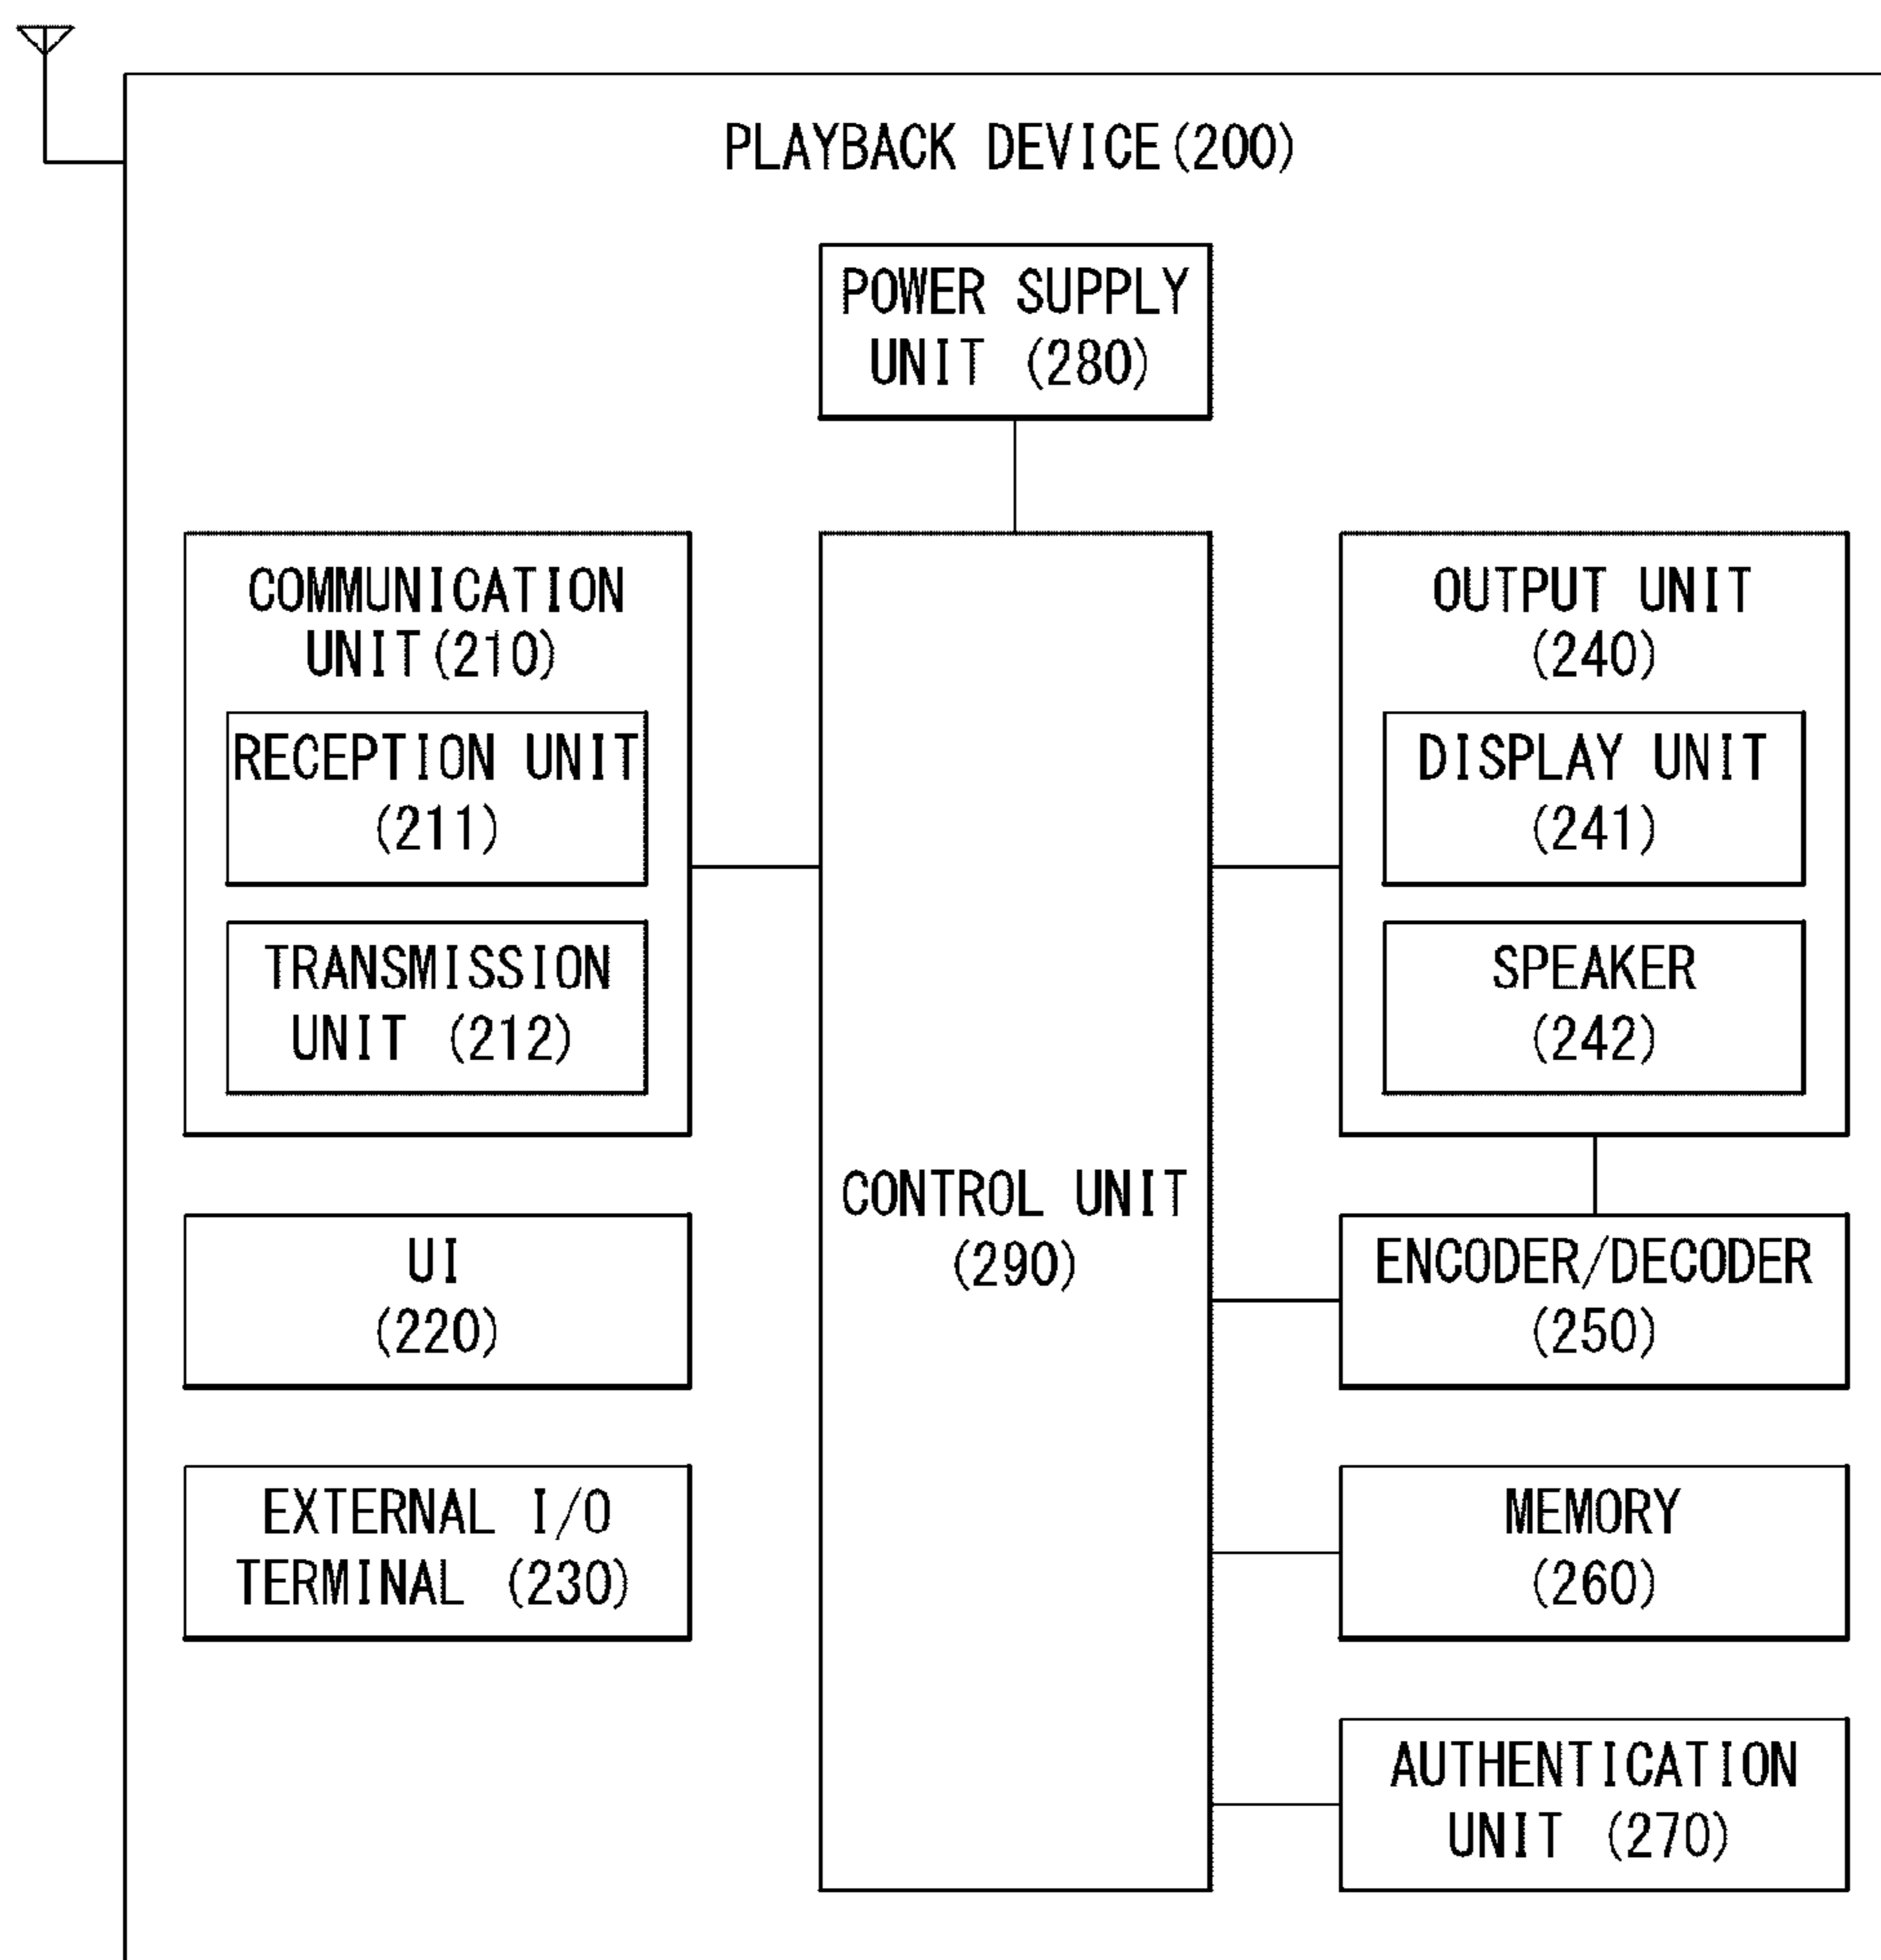 PLAYBACK DEVICE(200)
POWER SUPPLY
UNIT (280)
COMMUNICATION
UNIT(210)
RECEPTION UNIT
(211)
TRANSMISSION
UNIT (212)
UI
(220)
EXTERNAL I/O
TERMINAL (230)
CONTROL UNIT
(290)
OUTPUT UNIT
(240)
DISPLAY UNIT
(241)
SPEAKER
(242)
ENCODER/DECODER
(250)
MEMORY
(260)
AUTHENTICATION
UNIT (270)